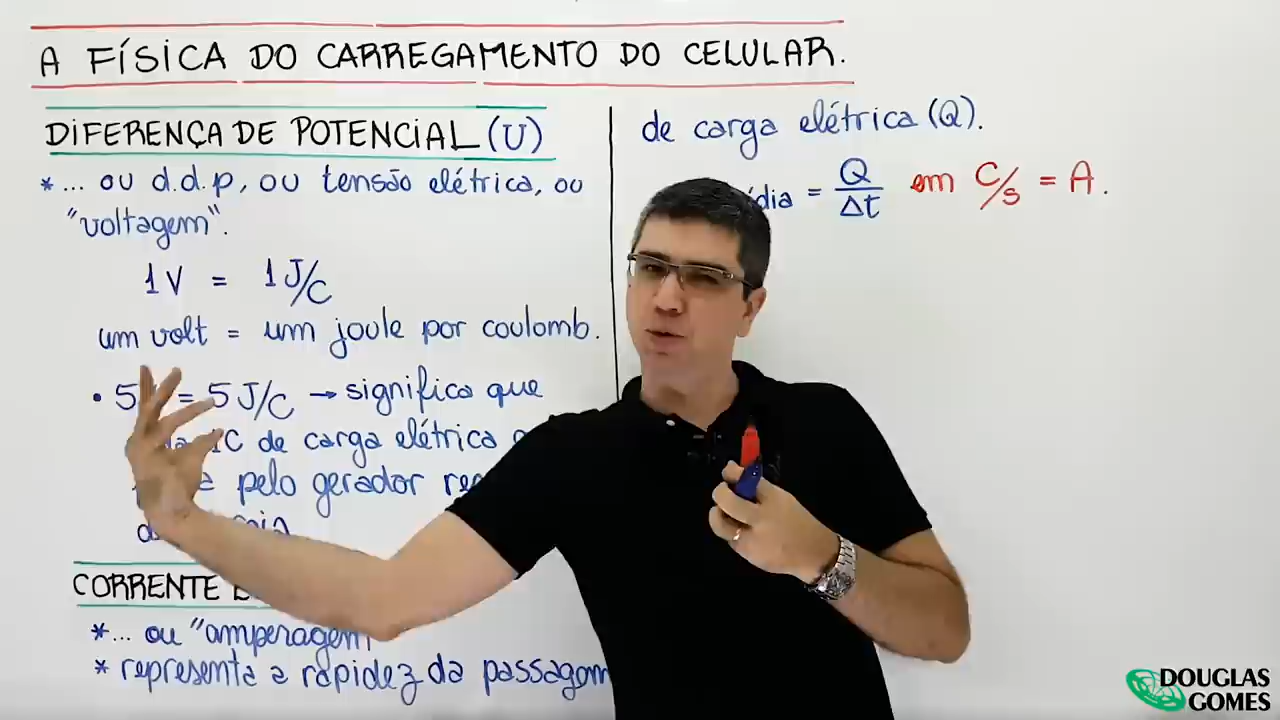 A FÍSICA DO CARREGAMENTO DO CELULAR.
DIFERENÇA DE POTENCIAL (U)
*... ou d.d.p, ou tensão elétrica, ou
"voltagem".
1V = 1J/C
um volt = um joule por coulomb.
• 5 = 5J/C → significa que
1C de carga elétrica
pelo gerador
CORRENTE
*... ou "amperagem
* representa a rapidez da passagem
de carga elétrica (Q).
= Q/Δt em C/s = A.
DOUGLAS
GOMES